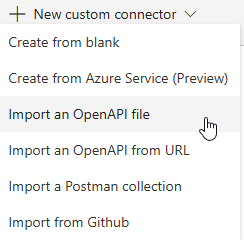 New custom connector
Create from blank
Create from Azure Service (Preview)
Import an OpenAPI file
Import an OpenAPI from URL
Import a Postman collection
Import from Github